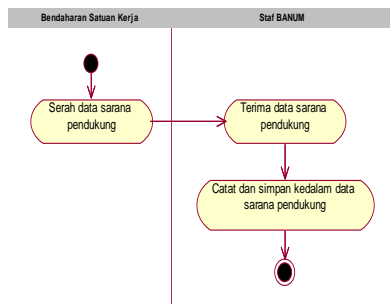 Bendaharan Satuan Kerja
Staf BANUM
Serah data sarana
pendukung
Terima data sarana
pendukung
Catat dan simpan kedalam data
sarana pendukung